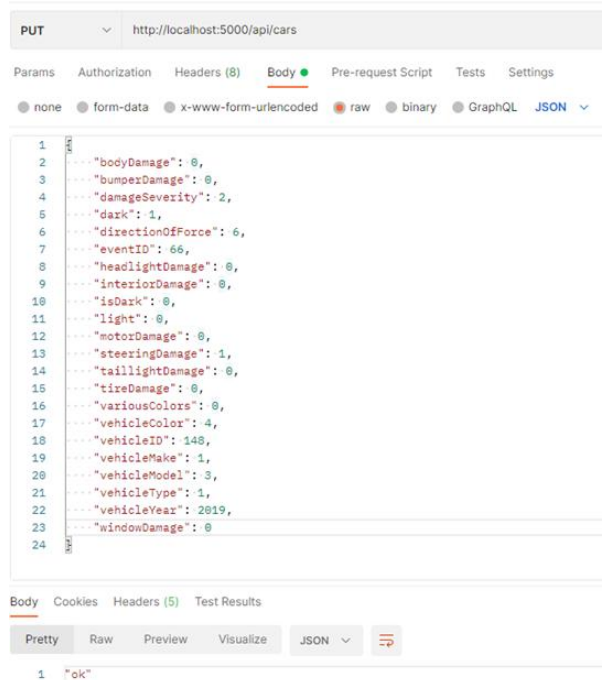 PUT http://localhost:5000/api/cars
Params Authorization Headers (8) Body Pre-request Script Tests Settings
none form-data x-www-form-urlencoded raw binary GraphQL JSON
1 {
2 "bodyDamage": 0,
3 "bumperDamage": 0,
4 "damageSeverity": 2,
5 "dark": 1,
6 "directionOfForce": 6,
7 "eventID": 66,
8 "headlightDamage": 0,
9 "interiorDamage": 0,
10 "isDark": 0,
11 "light": 0,
12 "motorDamage": 0,
13 "steeringDamage": 1,
14 "taillightDamage": 0,
15 "tireDamage": 0,
16 "variousColors": 0,
17 "vehicleColor": 4,
18 "vehicleID": 148,
19 "vehicleMake": 1,
20 "vehicleModel": 3,
21 "vehicleType": 1,
22 "vehicleYear": 2019,
23 "windowDamage": 0
24 }
Body Cookies Headers (5) Test Results
Pretty Raw Preview Visualize JSON
1 "ok"